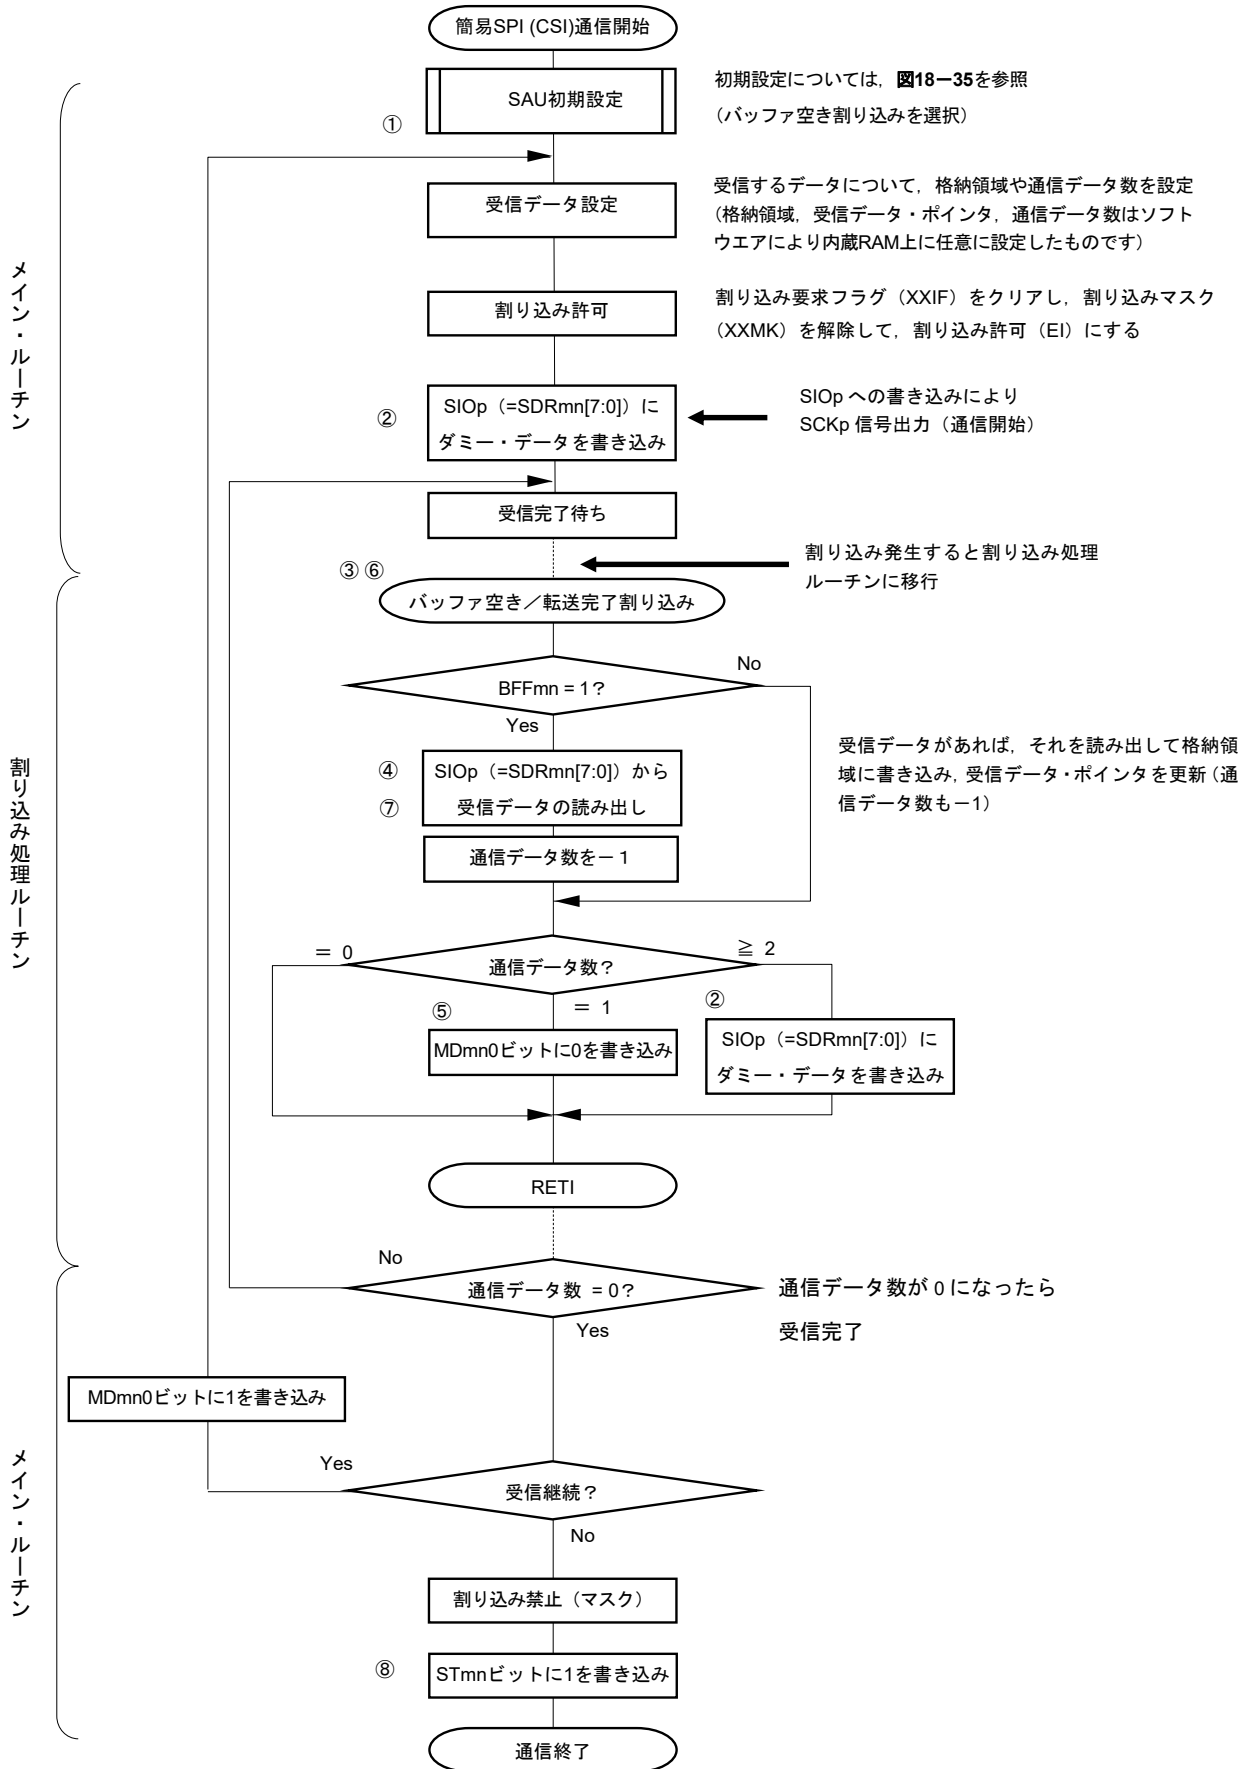 簡易SPI (CSI)通信開始
SAU初期設定
初期設定については，図18－35を参照
（バッファ空き割り込みを選択）
①
受信データ設定
受信するデータについて，格納領域や通信データ数を設定
（格納領域，受信データ・ポインタ，通信データ数はソフト
ウエアにより内蔵RAM上に任意に設定したものです）
メイン・ルーチン
割り込み許可
割り込み要求フラグ（XXIF）をクリアし，割り込みマスク
（XXMK）を解除して，割り込み許可（EI）にする
②
SIOp（=SDRmn[7:0]）に
ダミー・データを書き込み
SIOp への書き込みにより
SCKp 信号出力（通信開始）
受信完了待ち
割り込み発生すると割り込み処理
ルーチンに移行
③ ⑥
バッファ空き／転送完了割り込み
BFFmn = 1？
No
Yes
④
⑦
SIOp（=SDRmn[7:0]）から
受信データの読み出し
受信データがあれば，それを読み出して格納領
域に書き込み，受信データ・ポインタを更新（通
信データ数も－1）
割り込み処理ルーチン
通信データ数を－１
＝ 0
通信データ数？
≧ 2
＝ 1
⑤
MDmn0ビットに0を書き込み
②
SIOp（=SDRmn[7:0]）に
ダミー・データを書き込み
RETI
No
通信データ数 = 0？
Yes
通信データ数が 0 になったら
受信完了
MDmn0ビットに1を書き込み
メイン・ルーチン
Yes
受信継続？
No
割り込み禁止（マスク）
⑧
STmnビットに1を書き込み
通信終了